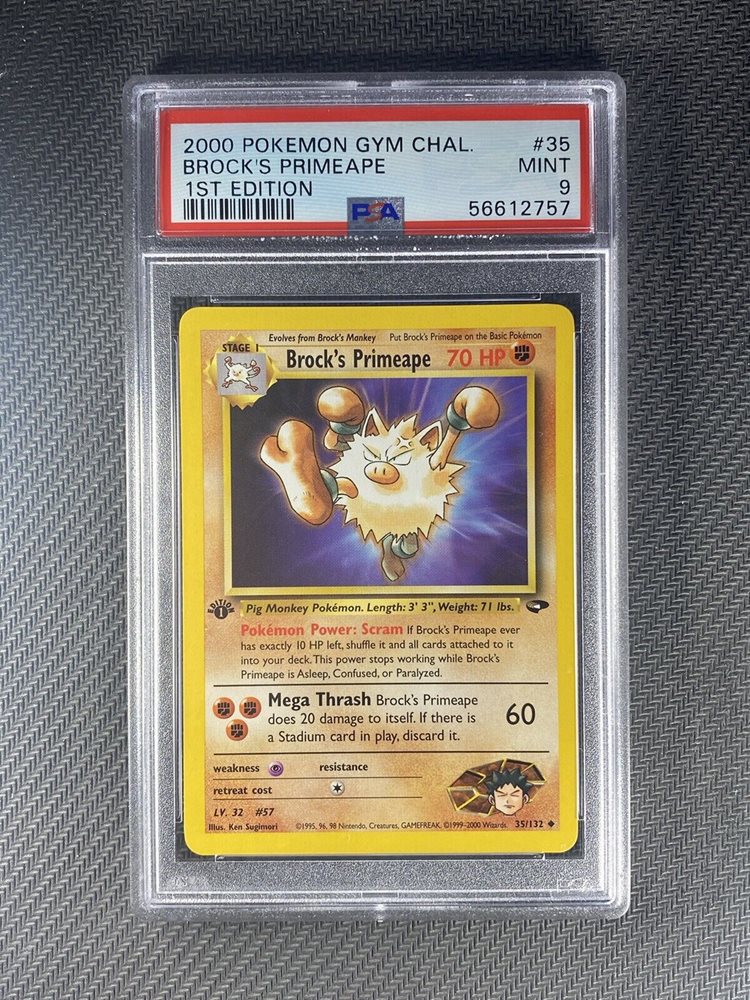 2000 POKEMON GYM CHAL. #35
BROCK'S PRIMEAPE MINT
1ST EDITION 9
PSA 56612757
Evolves from Brock's Mankey Put Brock's Primeape on the Basic Pokémon
STAGE 1
Brock's Primeape 70 HP
EDITION
1
Pig Monkey Pokémon. Length: 3' 3", Weight: 71 lbs.
Pokémon Power: Scram If Brock's Primeape ever
has exactly 10 HP left, shuffle it and all cards attached to it
into your deck. This power stops working while Brock's
Primeape is Asleep, Confused, or Paralyzed.
Mega Thrash Brock's Primeape
does 20 damage to itself. If there is 60
a Stadium card in play, discard it.
weakness resistance
retreat cost
LV. 32 #57
Illus. Ken Sugimori ©1995, 96, 98 Nintendo, Creatures, GAMEFREAK. ©1999-2000 Wizards. 35/132